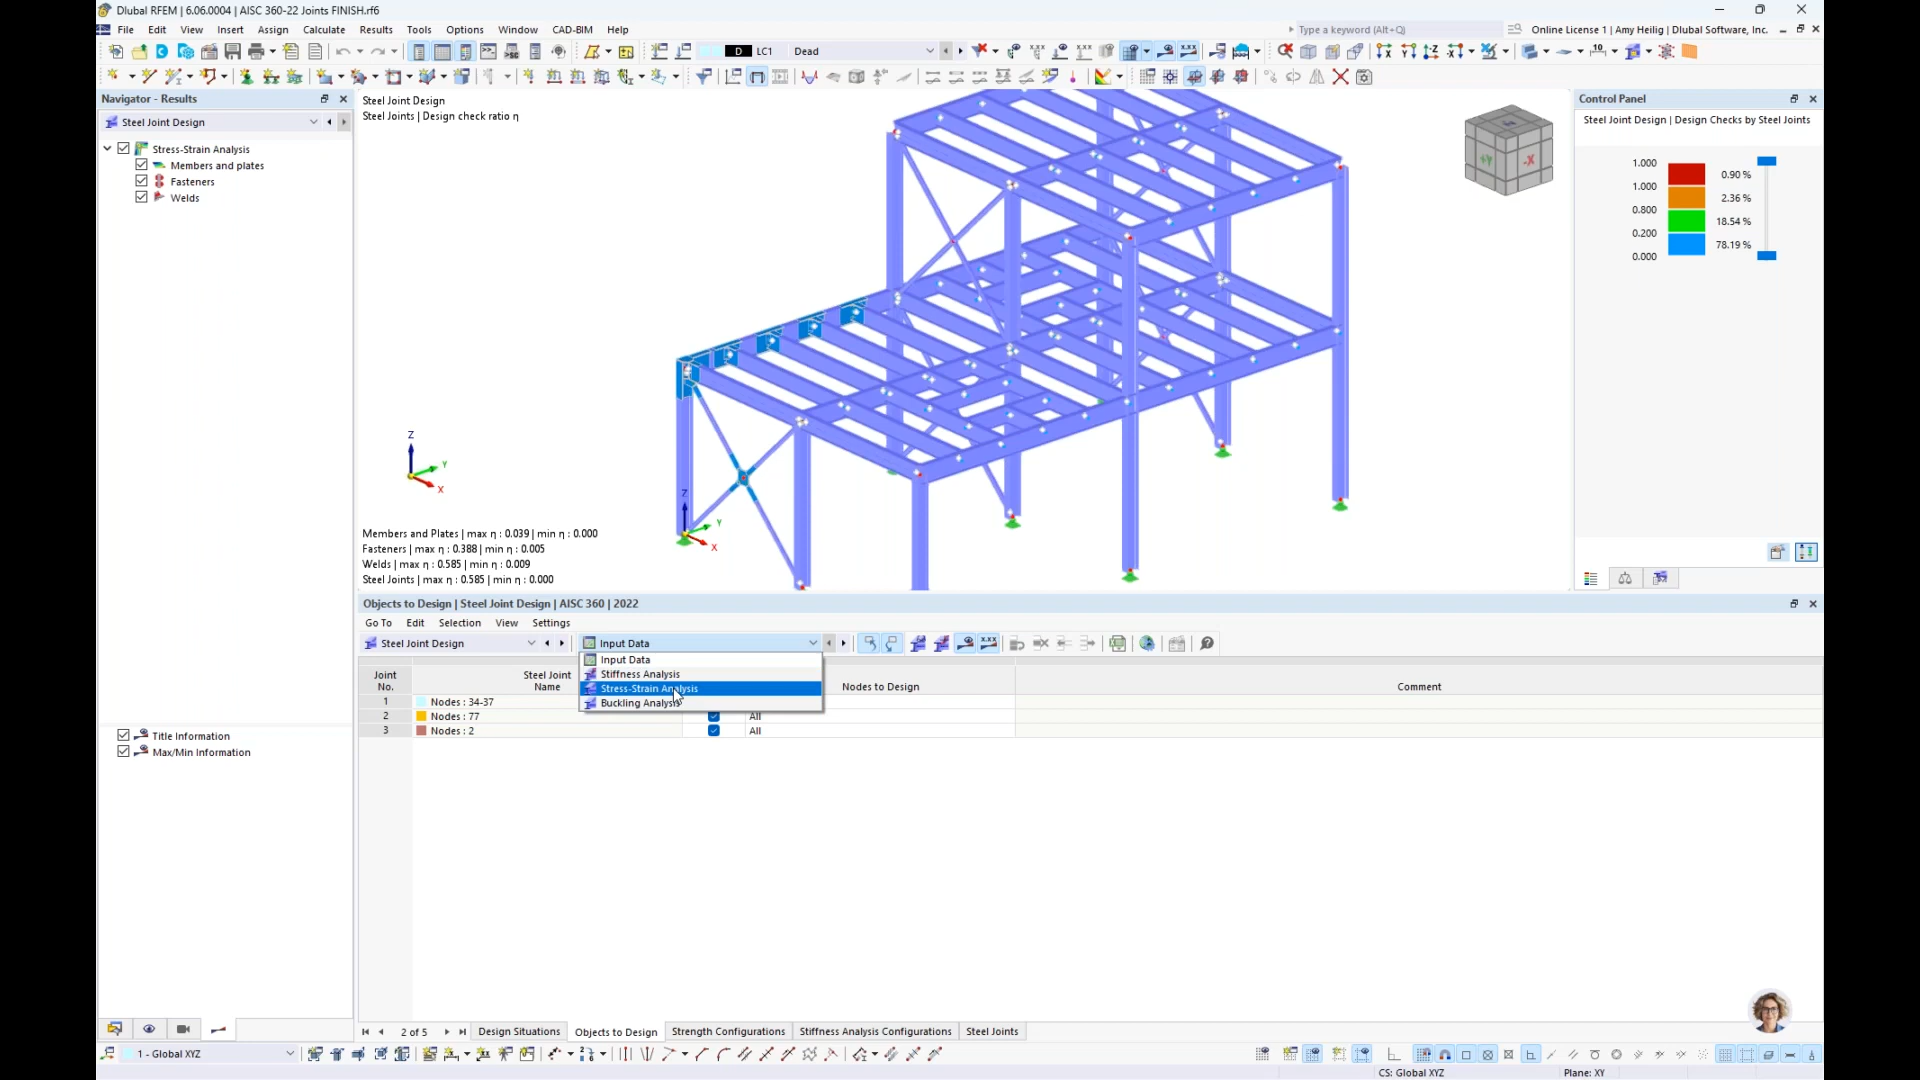 Dlubal RFEM | 6.06.0004 | AISC 360-22 Joints FINISH.rf6
File Edit View Insert Assign Calculate Results Tools Options Window CAD-BIM Help
Type a keyword (Alt+Q)
Online License 1 | Amy Heilig | Dlubal Software, Inc.
D LC1 Dead
Navigator - Results
Steel Joint Design
Stress-Strain Analysis
Members and plates
Fasteners
Welds
Title Information
Max/Min Information
Steel Joint Design
Steel Joints | Design check ratio η
+Y -X
Z
Y
X
Z
Y
X
Members and Plates | max η : 0.039 | min η : 0.000
Fasteners | max η : 0.388 | min η : 0.005
Welds | max η : 0.585 | min η : 0.009
Steel Joints | max η : 0.585 | min η : 0.000
Control Panel
Steel Joint Design | Design Checks by Steel Joints
1.000
0.90 %
1.000
2.36 %
0.800
18.54 %
0.200
78.19 %
0.000
Objects to Design | Steel Joint Design | AISC 360 | 2022
Go To Edit Selection View Settings
Steel Joint Design
Input Data
Input Data
Stiffness Analysis
Stress-Strain Analysis
Buckling Analysis
Joint No.
Steel Joint Name
Nodes to Design
Comment
1 Nodes : 34-37
2 Nodes : 77 All
3 Nodes : 2 All
2 of 5
Design Situations
Objects to Design
Strength Configurations
Stiffness Analysis Configurations
Steel Joints
1 - Global XYZ
CS: Global XYZ
Plane: XY